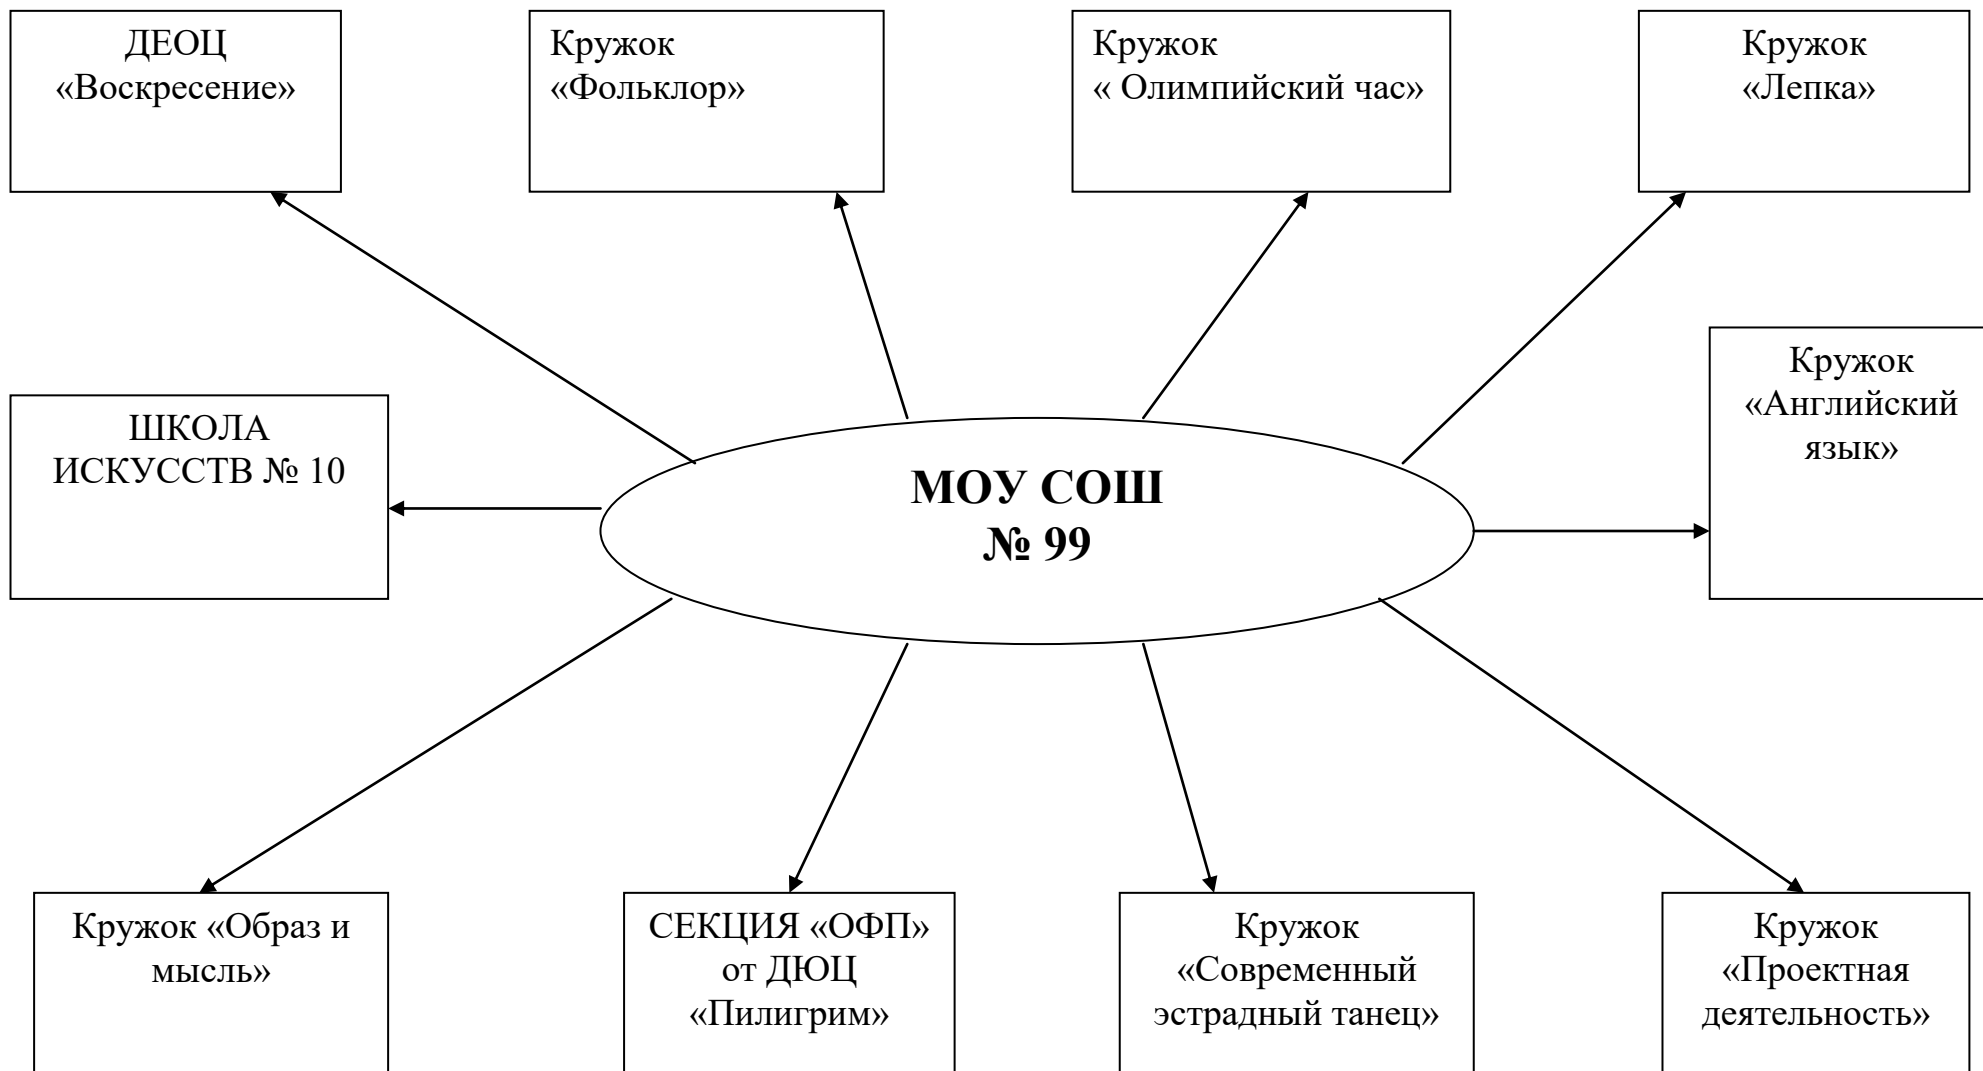 ДЕОЦ
«Воскресение»
Кружок
«Фольклор»
Кружок
« Олимпийский час»
Кружок
«Лепка»
ШКОЛА
ИСКУССТВ № 10
МОУ СОШ
№ 99
Кружок
«Английский
язык»
Кружок «Образ и
мысль»
СЕКЦИЯ «ОФП»
от ДЮЦ
«Пилигрим»
Кружок
«Современный
эстрадный танец»
Кружок
«Проектная
деятельность»